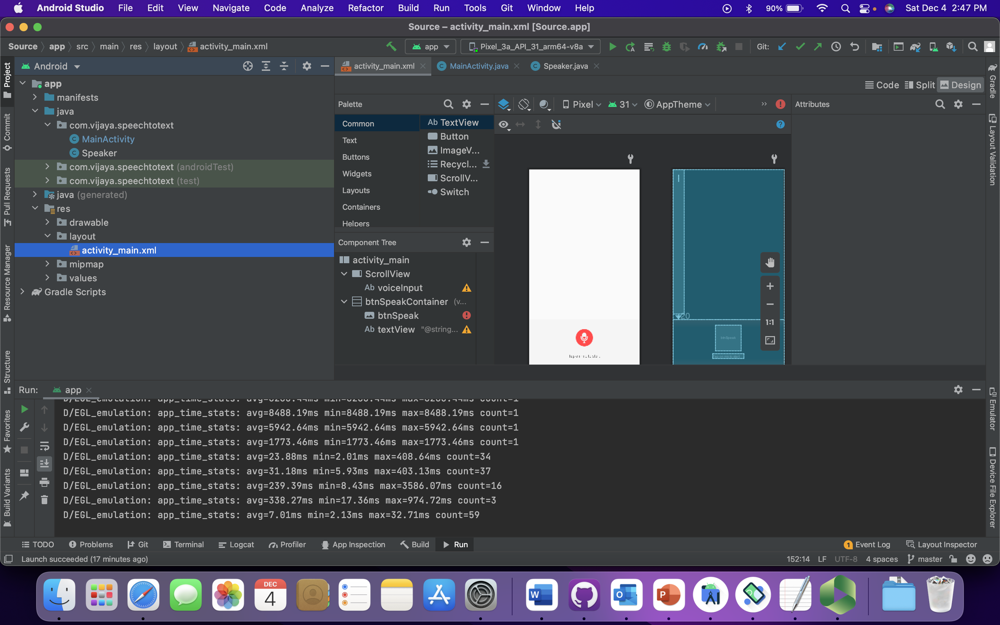 Android Studio File Edit View Navigate Code Analyze Refactor Build Run Tools Git Window Help 90% Sat Dec 4 2:47 PM
Source – activity_main.xml [Source.app]
Source app src main res layout activity_main.xml app Pixel_3a_API_31_arm64-v8a Git:
Android
activity_main.xml MainActivity.java Speaker.java
Code Split Design
app
manifests
java
com.vijaya.speechtotext
MainActivity
Speaker
com.vijaya.speechtotext (androidTest)
com.vijaya.speechtotext (test)
java (generated)
res
drawable
layout
activity_main.xml
mipmap
values
Gradle Scripts
Project
Commit
Pull Requests
Resource Manager
Structure
Favorites
Build Variants
Palette
Common
Text
Buttons
Widgets
Layouts
Containers
Helpers
Ab TextView
Button
ImageV...
Recycl...
ScrollV...
Switch
Component Tree
activity_main
ScrollView
Ab voiceInput
btnSpeakContainer (v...
btnSpeak
Ab textView "@string...
Pixel 31 AppTheme
Attributes
20
btnSpeak
1:1
Gradle
Layout Validation
Emulator
Device File Explorer
Run: app
D/EGL_emulation: app_time_stats: avg=8488.19ms min=8488.19ms max=8488.19ms count=1
D/EGL_emulation: app_time_stats: avg=5942.64ms min=5942.64ms max=5942.64ms count=1
D/EGL_emulation: app_time_stats: avg=1773.46ms min=1773.46ms max=1773.46ms count=1
D/EGL_emulation: app_time_stats: avg=23.88ms min=2.01ms max=408.64ms count=34
D/EGL_emulation: app_time_stats: avg=31.18ms min=5.93ms max=403.13ms count=37
D/EGL_emulation: app_time_stats: avg=239.39ms min=8.43ms max=3586.07ms count=16
D/EGL_emulation: app_time_stats: avg=338.27ms min=17.36ms max=974.72ms count=3
D/EGL_emulation: app_time_stats: avg=7.01ms min=2.13ms max=32.71ms count=59
TODO Problems Git Terminal Logcat Profiler App Inspection Build Run 1 Event Log Layout Inspector
Launch succeeded (17 minutes ago) 152:14 LF UTF-8 4 spaces master
DEC
4
W
O
P